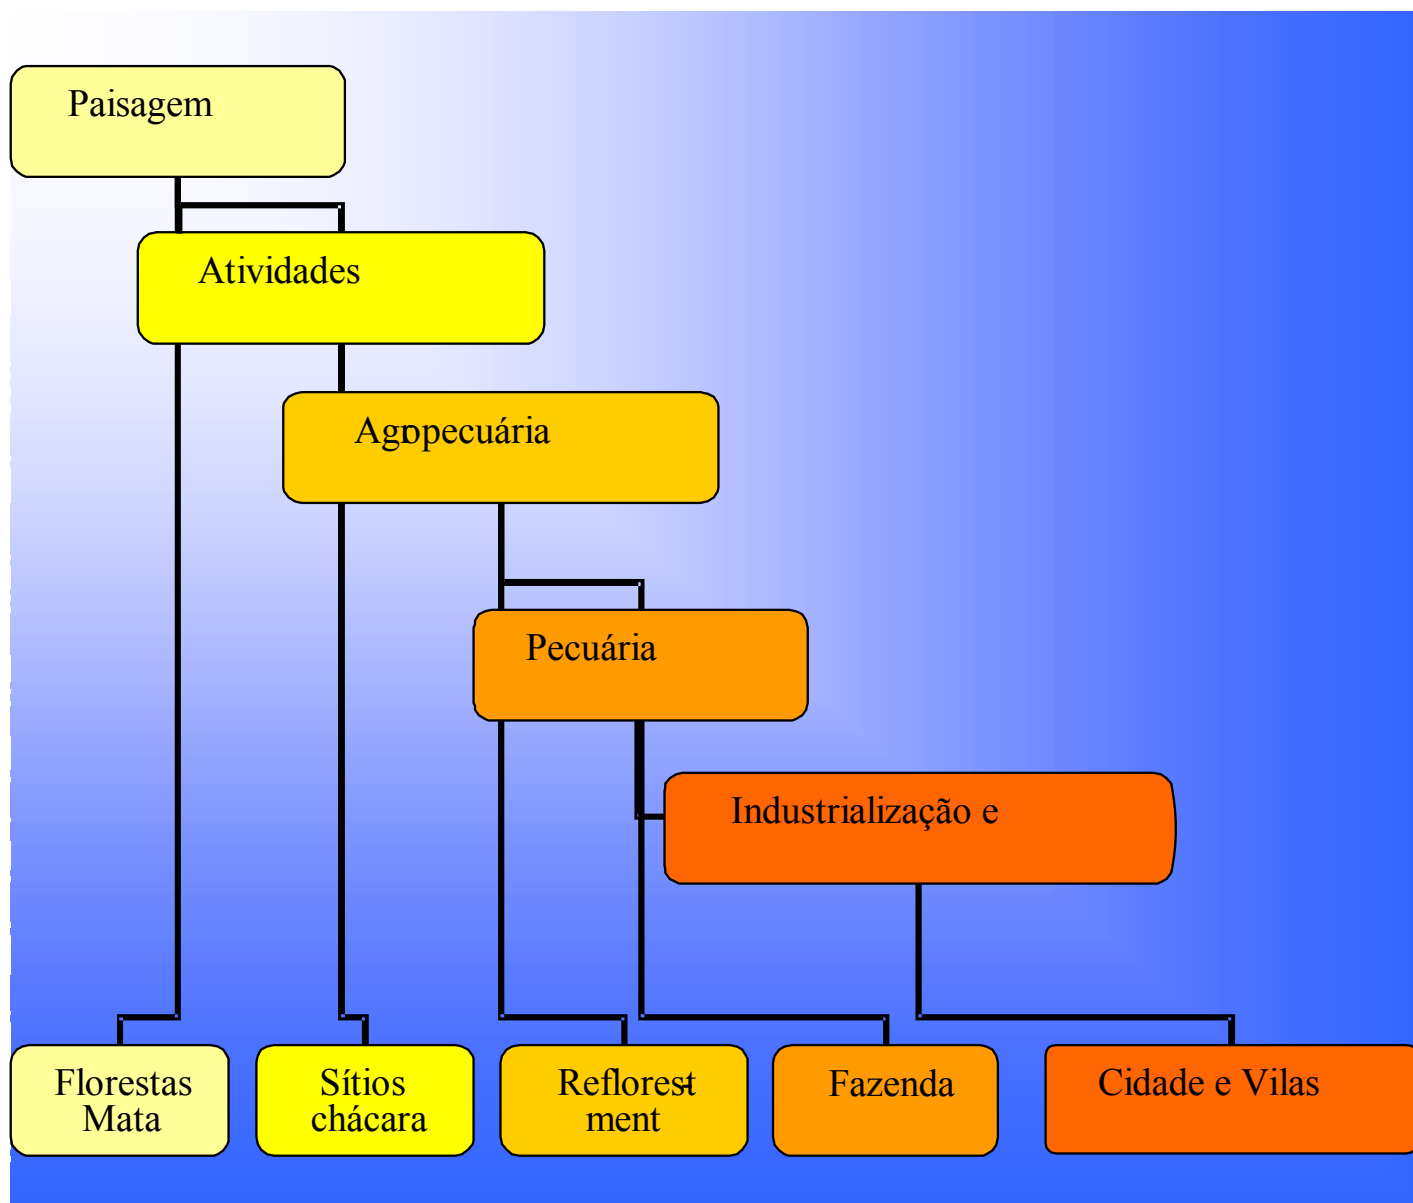 Paisagem
Atividades
Agropecuária
Pecuária
Industrialização e
Florestas
Mata
Sítios
chácara
Reflorest-
ment
Fazenda
Cidade e Vilas